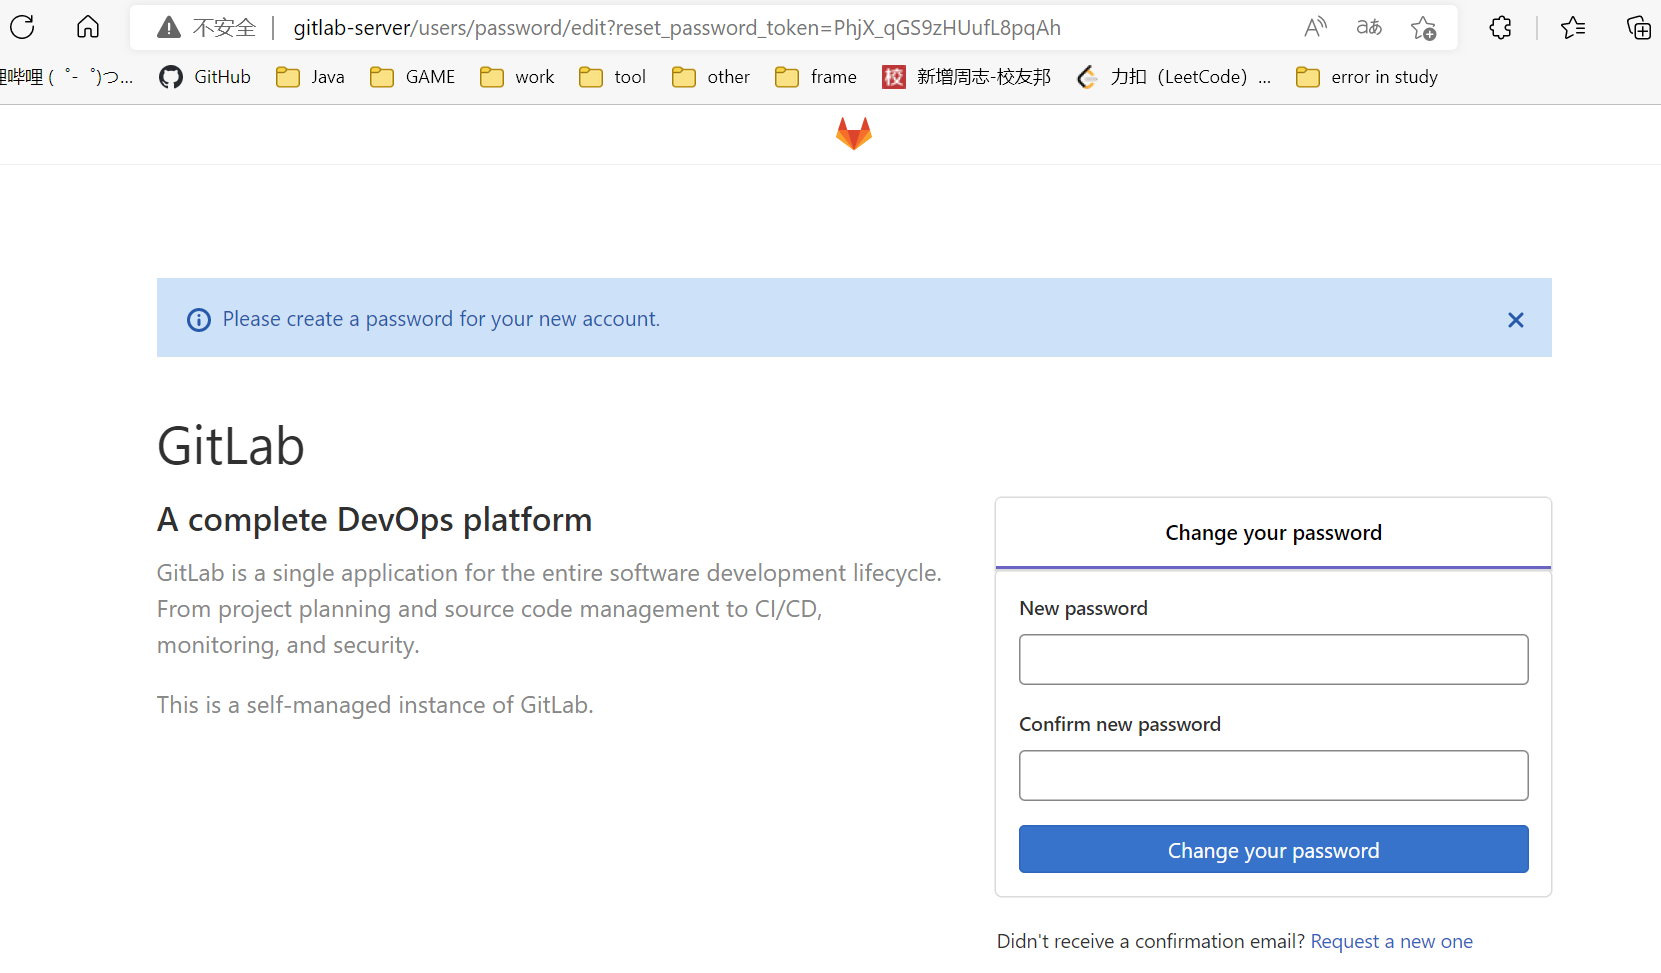 不安全 gitlab-server/users/password/edit?reset_password_token=PhjX_qGS9zHUufL8pqAh
哔哩 ( ゜- ゜)つ... GitHub Java GAME work tool other frame 校 新增周志-校友邦 力扣（LeetCode）... error in study
Please create a password for your new account.
GitLab
A complete DevOps platform
GitLab is a single application for the entire software development lifecycle.
From project planning and source code management to CI/CD,
monitoring, and security.
This is a self-managed instance of GitLab.
Change your password
New password
Confirm new password
Change your password
Didn't receive a confirmation email? Request a new one